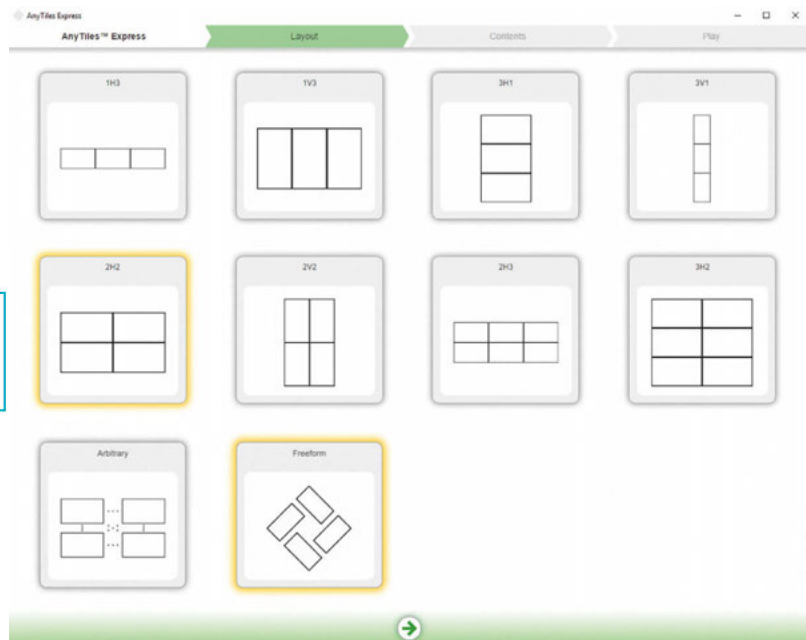 AnyTiles Express
AnyTiles™ Express Layout Contents Play
1H3 1V3 3H1 3V1
2H2 2V2 2H3 3H2
Arbitrary Freeform